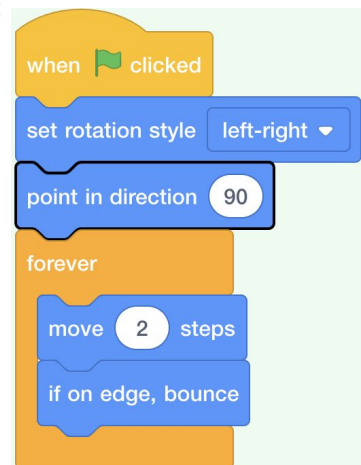 when clicked
set rotation style left-right
point in direction 90
forever
move 2 steps
if on edge, bounce